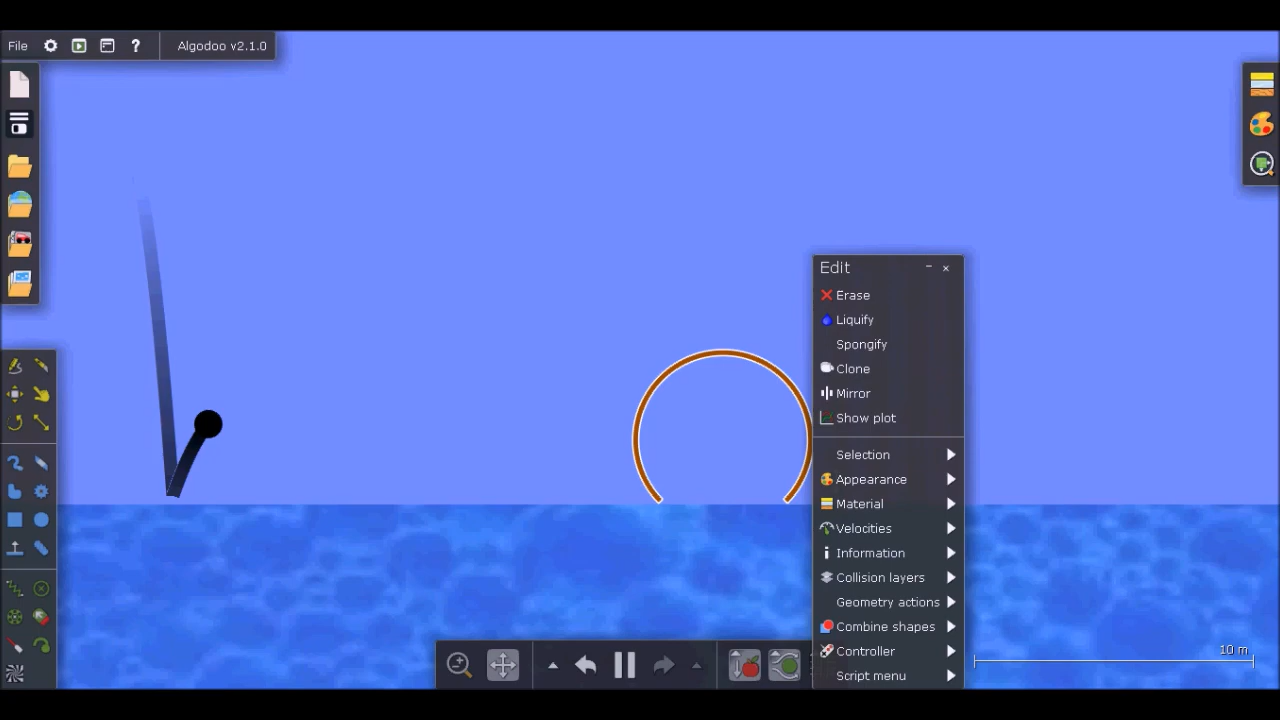 File
?
Algodoo v2.1.0
Edit
Erase
Liquify
Spongify
Clone
Mirror
Show plot
Selection
Appearance
Material
Velocities
Information
Collision layers
Geometry actions
Combine shapes
Controller
Script menu
10 m